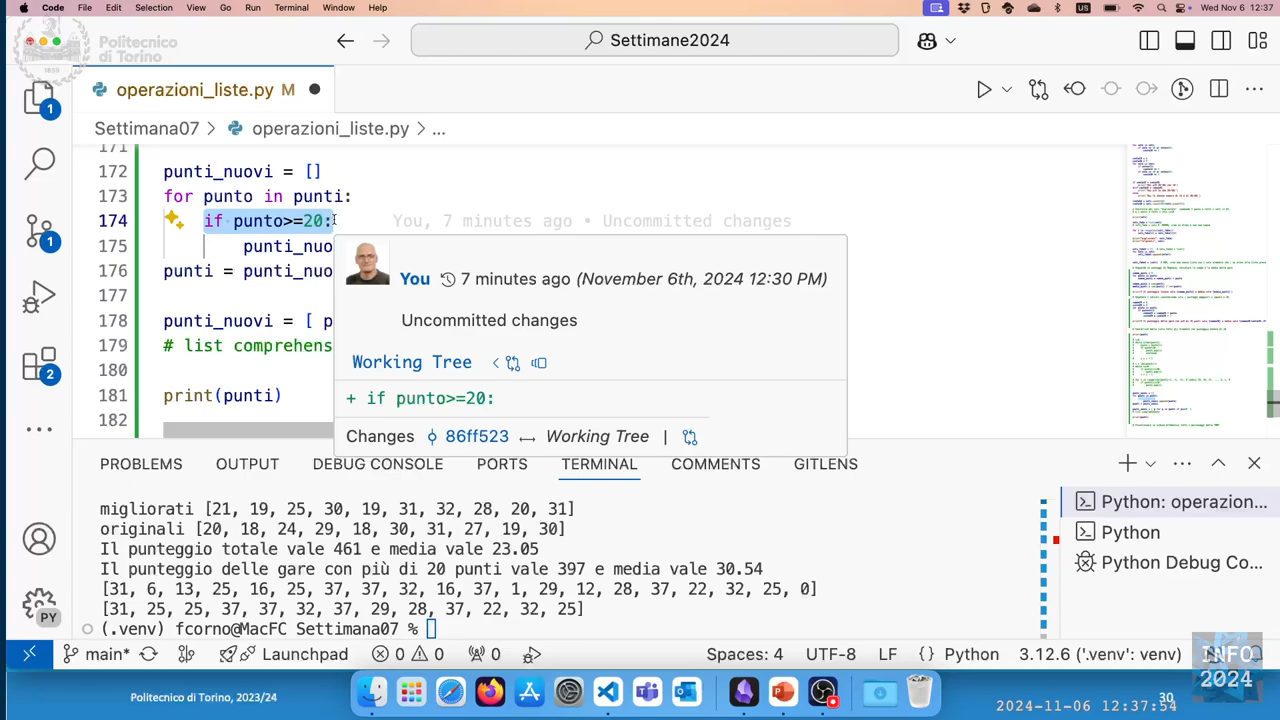 Code File Edit Selection View Go Run Terminal Window Help US Wed Nov 6 12:37
Politecnico
di Torino
1859
Settimane2024
operazioni_liste.py M
Settimana07 > operazioni_liste.py > ...
171
172 punti_nuovi = []
173 for punto in punti:
174 if punto>=20:
175 punti_nuo
176 punti = punti_nuov
177
178 punti_nuovi = [ p
179 # list comprehens
180
181 print(punti)
182
You minutes ago (November 6th, 2024 12:30 PM)
Uncommitted changes
Working Tree
+ if punto>=20:
Changes 86ff523 Working Tree |
1
1
2
PY
PROBLEMS OUTPUT DEBUG CONSOLE PORTS TERMINAL COMMENTS GITLENS
migliorati [21, 19, 25, 30, 19, 31, 32, 28, 20, 31]
originali [20, 18, 24, 29, 18, 30, 31, 27, 19, 30]
Il punteggio totale vale 461 e media vale 23.05
Il punteggio delle gare con più di 20 punti vale 397 e media vale 30.54
[31, 6, 13, 25, 16, 25, 37, 37, 32, 16, 37, 1, 29, 12, 28, 37, 22, 32, 25, 0]
[31, 25, 25, 37, 37, 32, 37, 29, 28, 37, 22, 32, 25]
(.venv) fcorno@MacFC Settimana07 %
Python: operazion...
Python
Python Debug Co...
main* Launchpad 0 0 0 Spaces: 4 UTF-8 LF {} Python 3.12.6 ('.venv': venv)
INFO
2024
Politecnico di Torino, 2023/24
30
2024-11-06 12:37:54